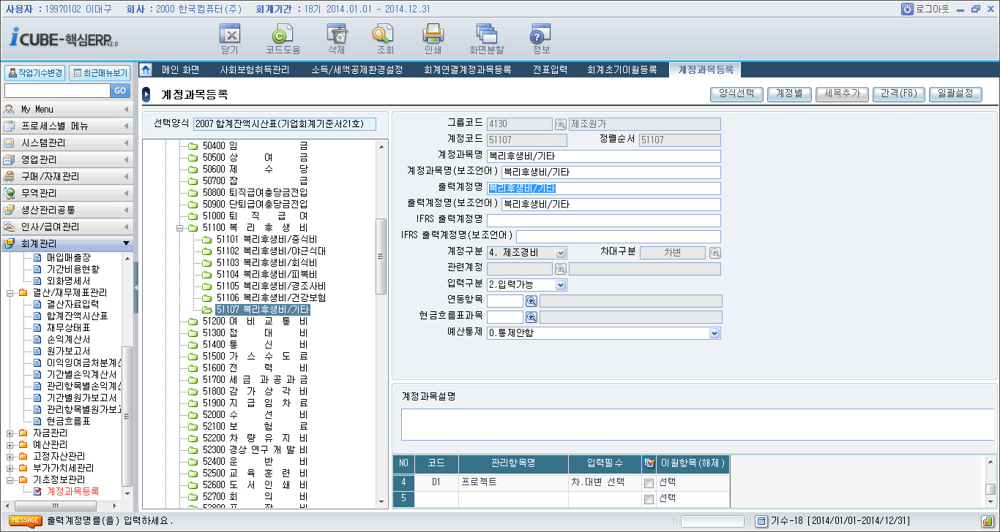 사용자 : 19970102 이대구 회사 : 2000 한국컴퓨터(주) 회계기간 : 18기 2014.01.01 ~ 2014.12.31 로그아웃
iCUBE-핵심ERP v2.0
닫기 코드도움 삭제 조회 인쇄 화면분할 정보
작업기수변경 최근메뉴보기
메인 화면 사회보험취득관리 소득/세액공제환경설정 회계연결계정과목등록 전표입력 회계초기이월등록 계정과목등록
GO
계정과목등록
양식선택 계정별 세목추가 간격(F8) 일괄설정
My Menu
프로세스별 메뉴
시스템관리
영업관리
구매/자재관리
무역관리
생산관리공통
인사/급여관리
회계관리
매입매출장
기간비용현황
외화명세서
결산/재무제표관리
결산자료입력
합계잔액시산표
재무상태표
손익계산서
원가보고서
이익잉여금처분계산
기간별손익계산서
관리항목별손익계산
기간별원가보고서
관리항목별원가보고
현금흐름표
자금관리
예산관리
고정자산관리
부가가치세관리
기초정보관리
계정과목등록
선택양식 2007 합계잔액시산표(기업회계기준서21호)
50400 임 금
50500 상 여 금
50600 제 수 당
50700 잡 급
50800 퇴직급여충당금전입
50900 단퇴급여충당금전입
51000 퇴 직 급 여
51100 복 리 후 생 비
51101 복리후생비/중식비
51102 복리후생비/야근식대
51103 복리후생비/회식비
51104 복리후생비/피복비
51105 복리후생비/경조사비
51106 복리후생비/건강보험
51107 복리후생비/기타
51200 여 비 교 통 비
51300 접 대 비
51400 통 신 비
51500 가 스 수 도 료
51600 전 력 비
51700 세 금 과 공 과 금
51800 감 가 상 각 비
51900 지 급 임 차 료
52000 수 선 비
52100 보 험 료
52200 차 량 유 지 비
52300 경상 연구 개 발 비
52400 운 반 비
52500 교 육 훈 련 비
52600 도 서 인 쇄 비
52700 회 의 비
52800 포 장 비
그룹코드 4130 제조원가
계정코드 51107 정렬순서 51107
계정과목명 복리후생비/기타
계정과목명(보조언어) 복리후생비/기타
출력계정명 복리후생비/기타
출력계정명(보조언어) 복리후생비/기타
IFRS 출력계정명
IFRS 출력계정명(보조언어)
계정구분 4. 제조경비 차대구분 차변
관련계정
입력구분 2.입력가능
연동항목
현금흐름표과목
예산통제 0.통제안함
계정과목설명
NO 코드 관리항목명 입력필수 이월항목(해제)
4 D1 프로젝트 차.대변 선택 선택
5 선택
MESSAGE 출력계정명를(을) 입력하세요. 기수-18 [2014/01/01-2014/12/31]